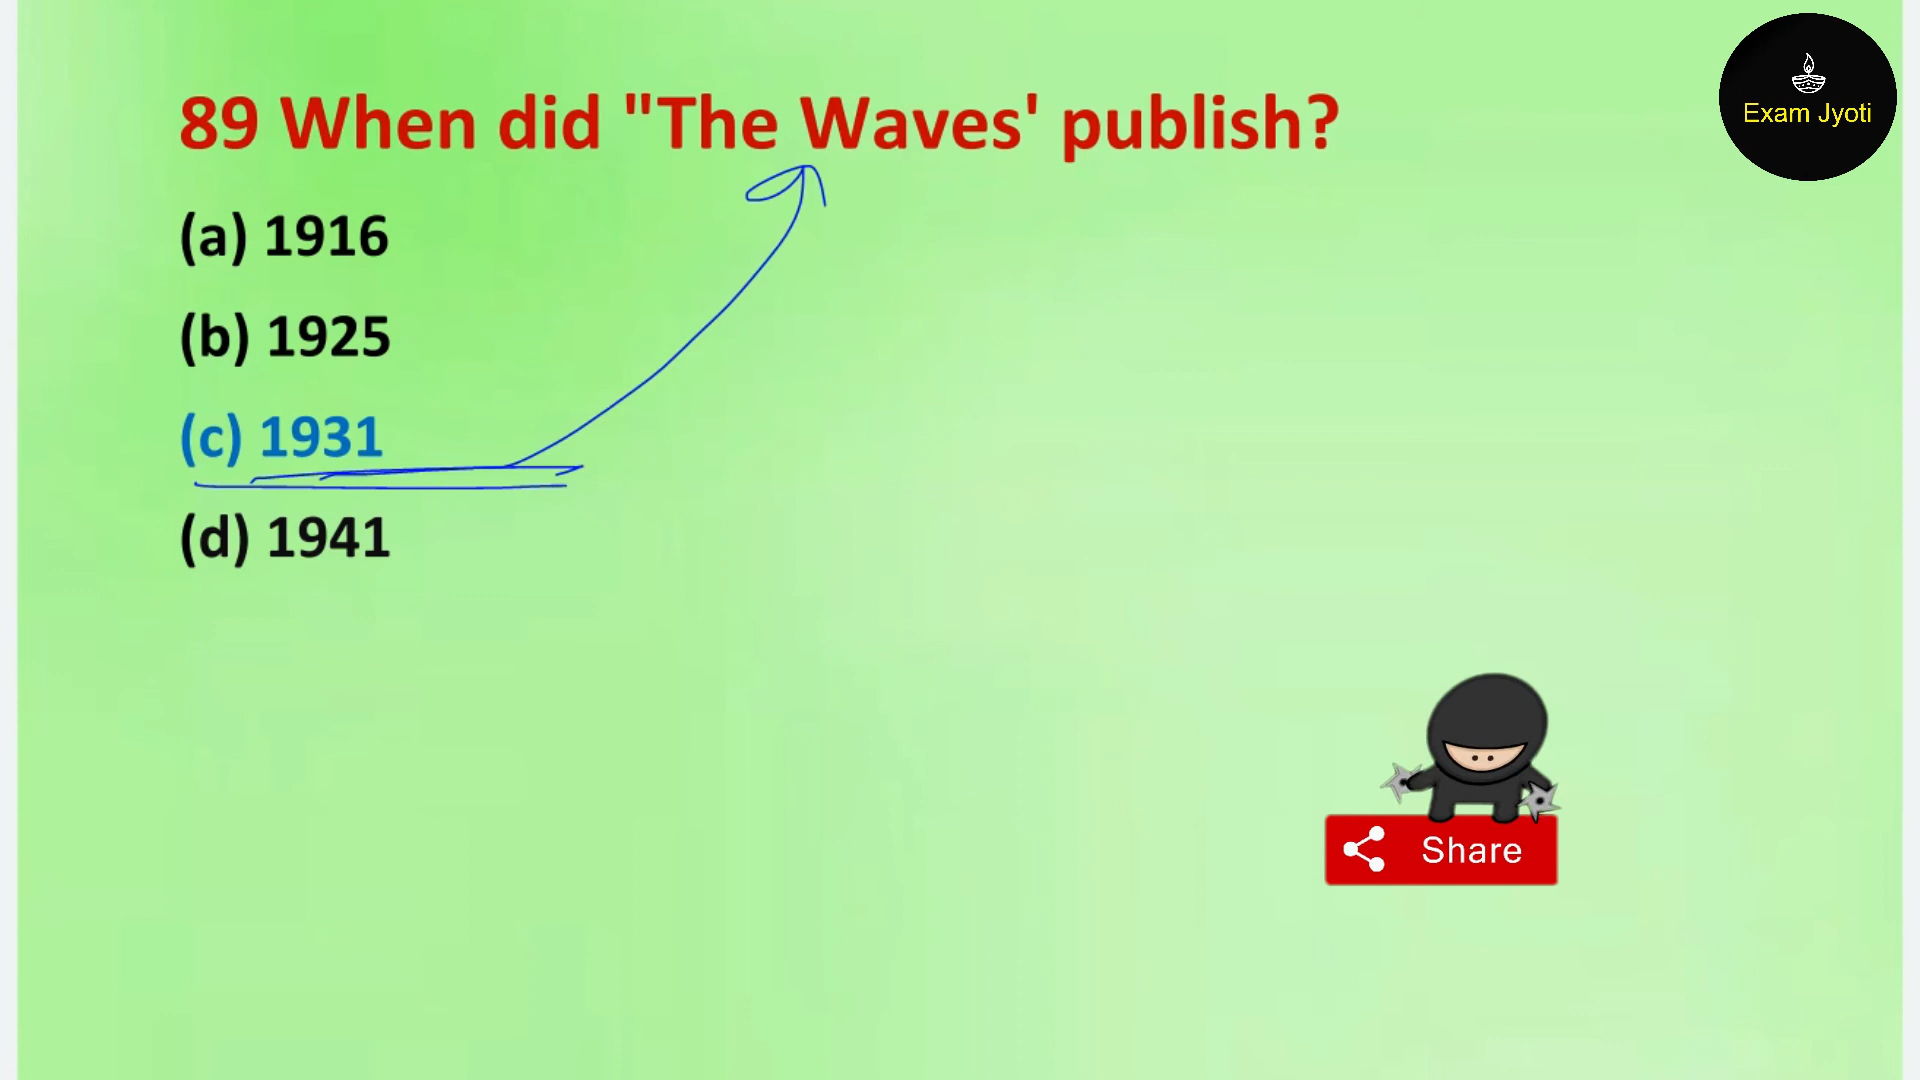 89 When did "The Waves' publish?
(a) 1916
(b) 1925
(c) 1931
(d) 1941
Exam Jyoti
Share